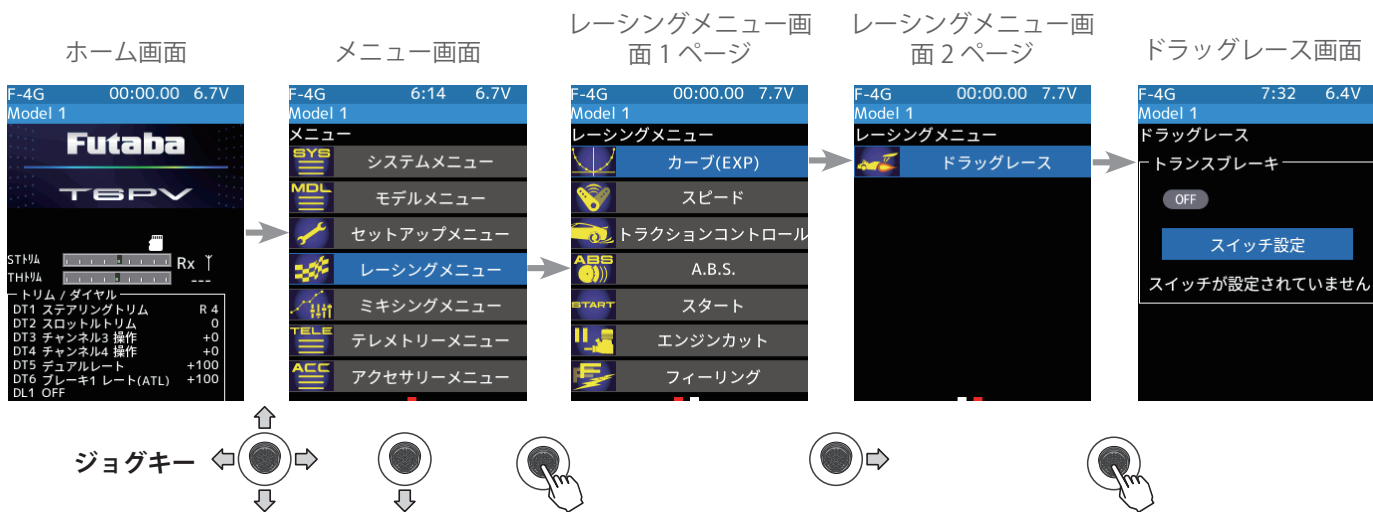 ホーム画面
メニュー画面
レーシングメニュー画
面 1 ページ
レーシングメニュー画
面 2 ページ
ドラッグレース画面
F-4G 00:00.00 6.7V
Model 1
Futaba
T6PV
STトリム
THトリム
Rx
---
トリム / ダイヤル
DT1 ステアリングトリム R 4
DT2 スロットルトリム 0
DT3 チャンネル3 操作 +0
DT4 チャンネル4 操作 +0
DT5 デュアルレート +100
DT6 ブレーキ1 レート(ATL) +100
DL1 OFF
F-4G 6:14 6.7V
Model 1
メニュー
SYS システムメニュー
MDL モデルメニュー
セットアップメニュー
レーシングメニュー
ミキシングメニュー
TELE テレメトリーメニュー
ACC アクセサリーメニュー
F-4G 00:00.00 7.7V
Model 1
レーシングメニュー
カーブ(EXP)
スピード
トラクションコントロール
ABS A.B.S.
START スタート
エンジンカット
F フィーリング
F-4G 00:00.00 7.7V
Model 1
レーシングメニュー
ドラッグレース
F-4G 7:32 6.4V
Model 1
ドラッグレース
トランスブレーキ
OFF
スイッチ設定
スイッチが設定されていません
ジョグキー